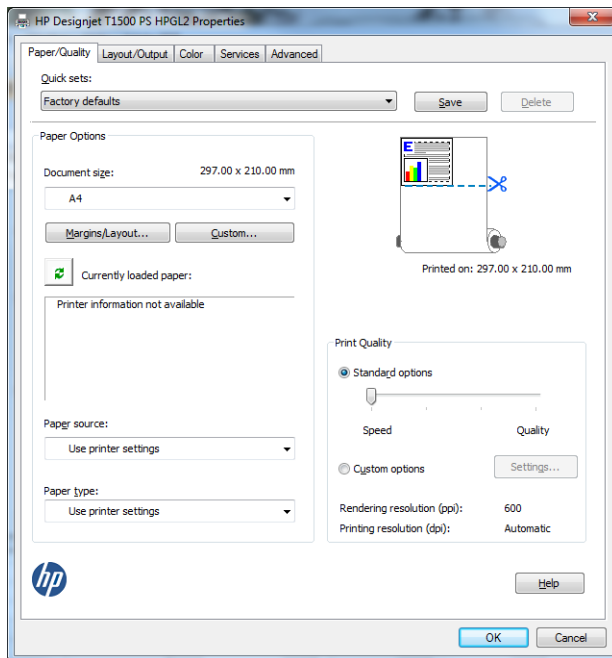 HP Designjet T1500 PS HPGL2 Properties
Paper/Quality Layout/Output Color Services Advanced
Quick sets:
Factory defaults
Save
Delete
Paper Options
Document size:
297.00 x 210.00 mm
A4
Margins/Layout...
Custom...
Currently loaded paper:
Printer information not available
Paper source:
Use printer settings
Paper type:
Use printer settings
E
Printed on: 297.00 x 210.00 mm
Print Quality
Standard options
Speed
Quality
Custom options
Settings...
Rendering resolution (ppi): 600
Printing resolution (dpi): Automatic
hp
Help
OK
Cancel